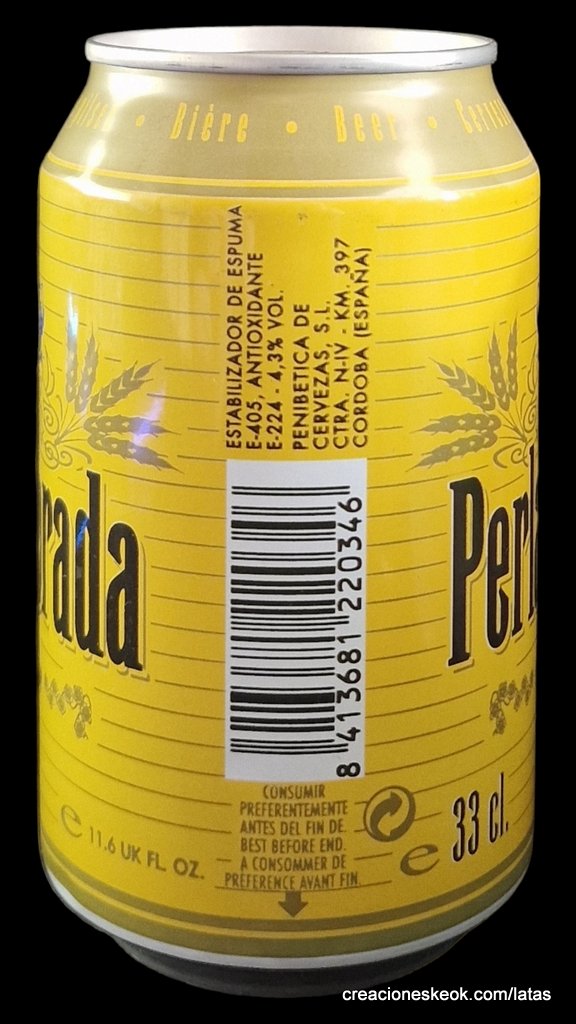 Bière • Beer •
ESTABILIZADOR DE ESPUMA
E-405, ANTIOXIDANTE
E-224 - 4,3% VOL.
PENIBETICA DE
CERVEZAS, S.L.
CTRA. N-IV - KM. 397
CORDOBA (ESPAÑA)
rada
Perl
8 413681 220346
CONSUMIR
PREFERENTEMENTE
ANTES DEL FIN DE.
BEST BEFORE END.
A CONSOMMER DE
PREFERENCE AVANT FIN.
e 11.6 UK FL. OZ.
e 33 cl.
creacioneskeok.com/latas